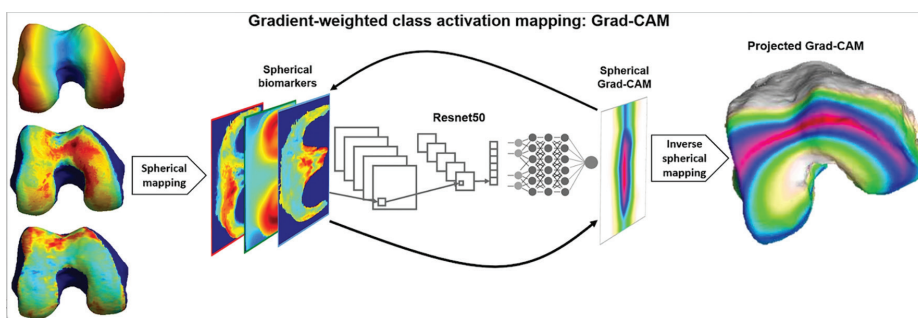 Gradient-weighted class activation mapping: Grad-CAM
Spherical
mapping
Spherical
biomarkers
Resnet50
Spherical
Grad-CAM
Inverse
spherical
mapping
Projected Grad-CAM